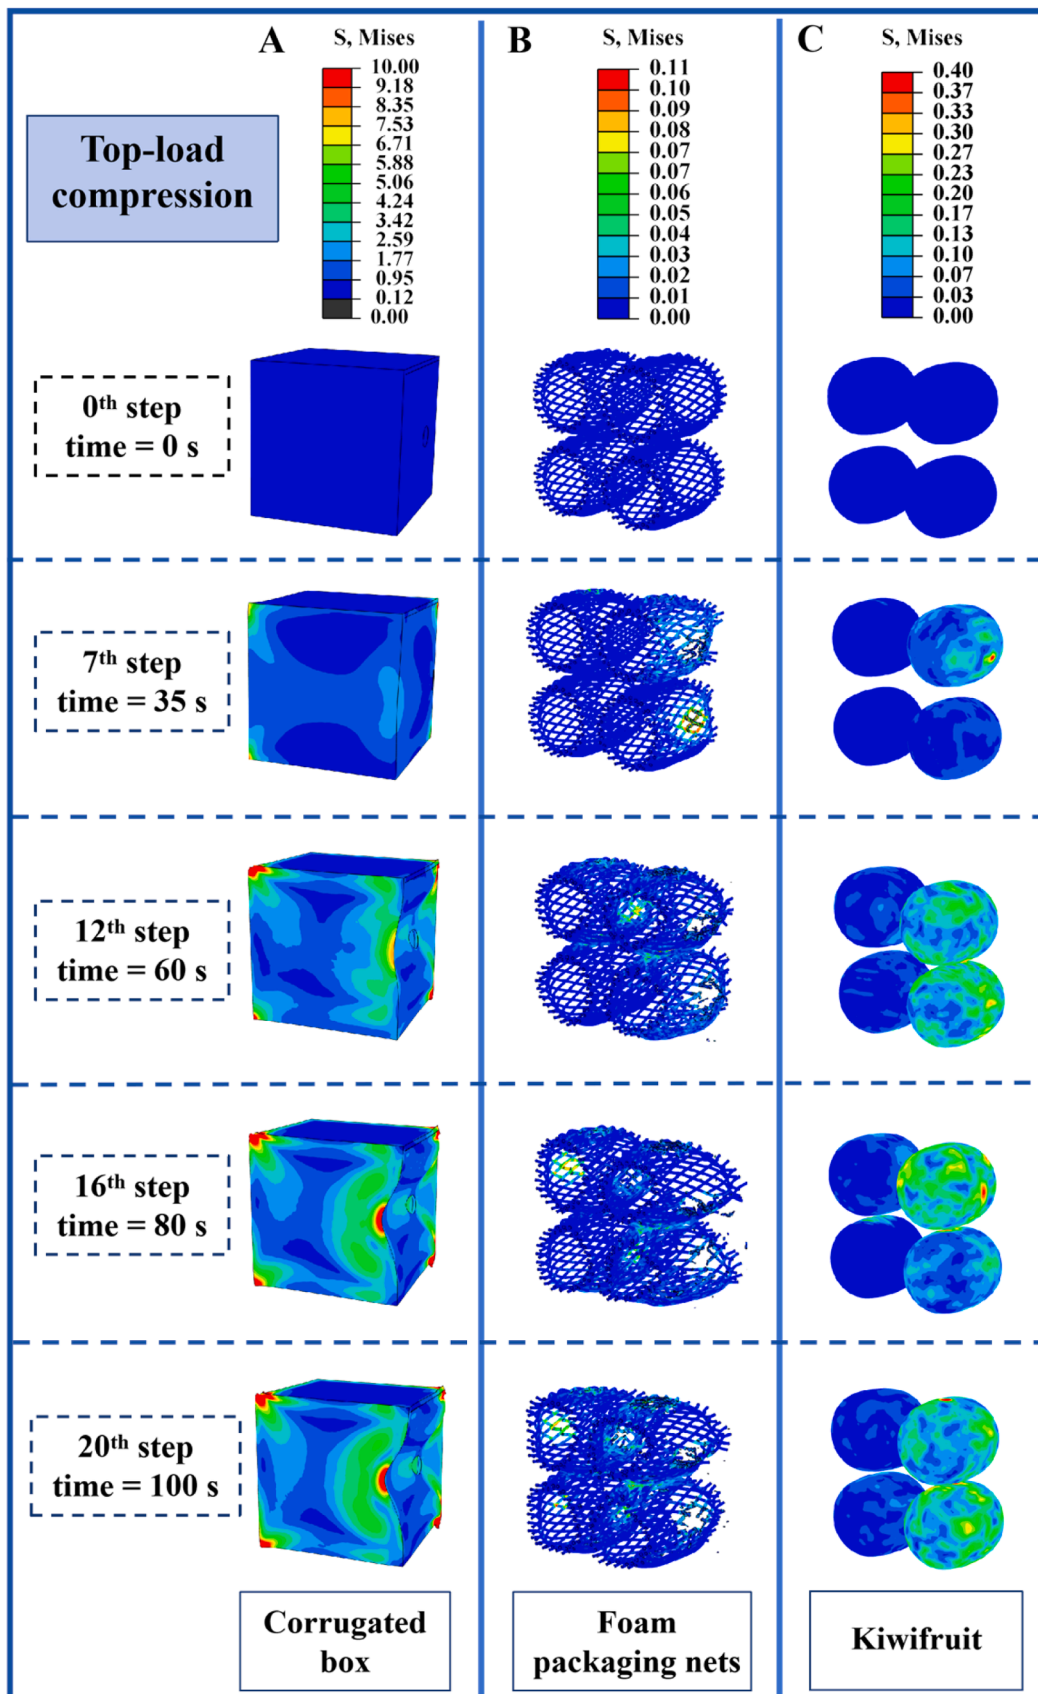 A
S, Mises
10.00
9.18
8.35
7.53
6.71
5.88
5.06
4.24
3.42
2.59
1.77
0.95
0.12
0.00
B
S, Mises
0.11
0.10
0.09
0.08
0.07
0.07
0.06
0.05
0.04
0.03
0.02
0.01
0.00
C
S, Mises
0.40
0.37
0.33
0.30
0.27
0.23
0.20
0.17
0.13
0.10
0.07
0.03
0.00
Top-load
compression
0th step
time = 0 s
7th step
time = 35 s
12th step
time = 60 s
16th step
time = 80 s
20th step
time = 100 s
Corrugated
box
Foam
packaging nets
Kiwifruit